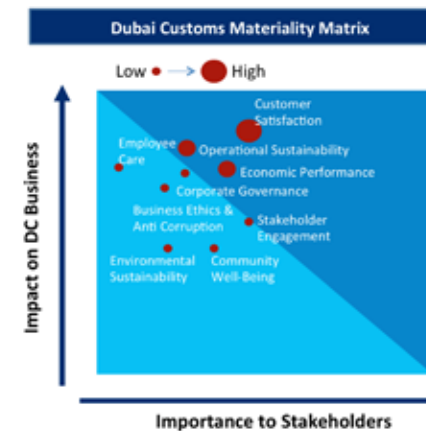 Dubai Customs Materiality Matrix
Low
High
Customer
Satisfaction
Employee
Care
Operational Sustainability
Economic Performance
Corporate Governance
Business Ethics &
Anti Corruption
Stakeholder
Engagement
Environmental
Sustainability
Community
Well-Being
Impact on DC Business
Importance to Stakeholders